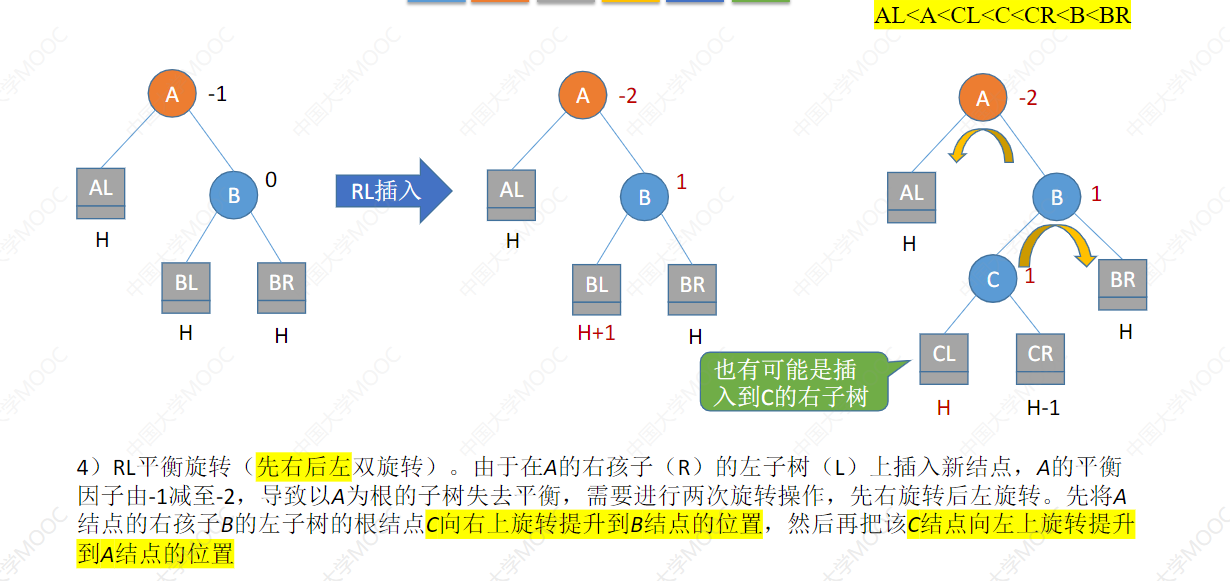 AL<A<CL<C<CR<B<BR
A -1
AL
H
B 0
BL
H
BR
H
RL插入
A -2
AL
H
B 1
BL
H+1
BR
H
A -2
AL
H
B 1
C 1
BR
H
CL
H
CR
H-1
也有可能是插
入到C的右子树
4）RL平衡旋转（先右后左双旋转）。由于在A的右孩子（R）的左子树（L）上插入新结点，A的平衡
因子由-1减至-2，导致以A为根的子树失去平衡，需要进行两次旋转操作，先右旋转后左旋转。先将A
结点的右孩子B的左子树的根结点C向右上旋转提升到B结点的位置，然后再把该C结点向左上旋转提升
到A结点的位置
中国大学MOOC